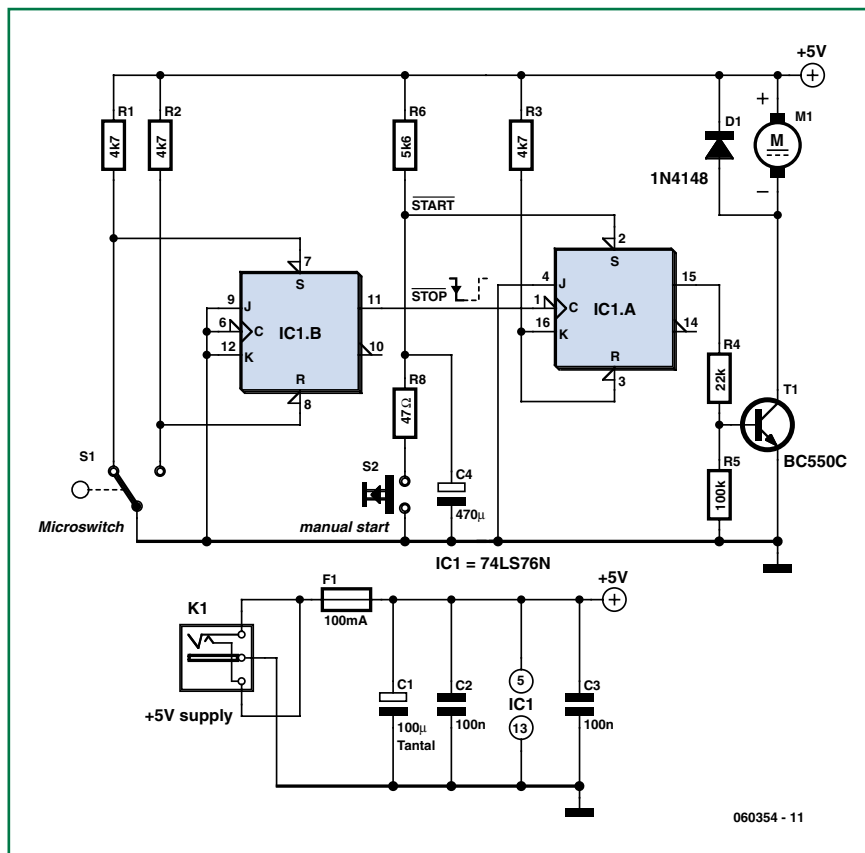 +5V
R1
4k7
R2
4k7
R6
5k6
R3
4k7
D1
1N4148
+
M1
M
−
START
7
S
9
J
6
C
12
K
IC1.B
11
10
R
8
STOP
2
S
4
J
1
C
16
K
IC1.A
15
14
R
3
R4
22k
R5
100k
T1
BC550C
R8
47Ω
S1
Microswitch
S2
manual start
C4
470µ
IC1 = 74LS76N
K1
+5V supply
F1
100mA
+5V
C1
100µ
Tantal
C2
100n
5
IC1
13
C3
100n
060354 - 11